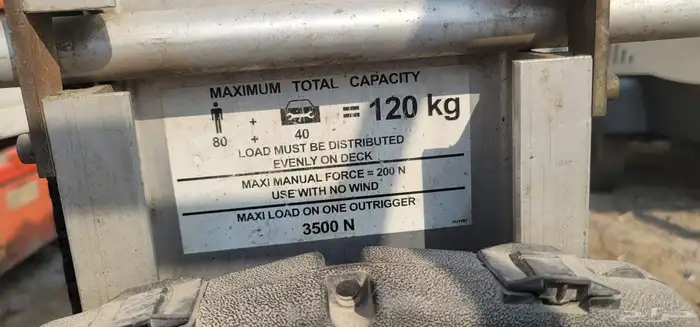 MAXIMUM TOTAL CAPACITY
+ = 120 kg
80 + 40
LOAD MUST BE DISTRIBUTED
EVENLY ON DECK
MAXI MANUAL FORCE = 200 N
USE WITH NO WIND
MAXI LOAD ON ONE OUTRIGGER
3500 N